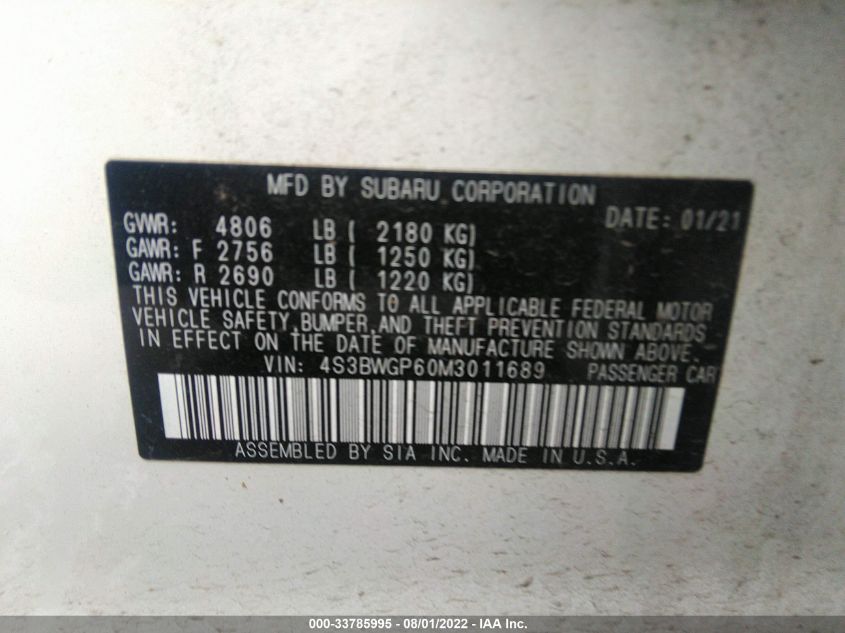 MFD BY SUBARU CORPORATION
DATE: 01/21
GVWR: 4806 LB ( 2180 KG)
GAWR: F 2756 LB ( 1250 KG)
GAWR: R 2690 LB ( 1220 KG)
THIS VEHICLE CONFORMS TO ALL APPLICABLE FEDERAL MOTOR
VEHICLE SAFETY, BUMPER, AND THEFT PREVENTION STANDARDS
IN EFFECT ON THE DATE OF MANUFACTURE SHOWN ABOVE.
VIN: 4S3BWGP60M3011689 PASSENGER CAR
ASSEMBLED BY SIA INC. MADE IN U.S.A.
000-33785995 - 08/01/2022 - IAA Inc.